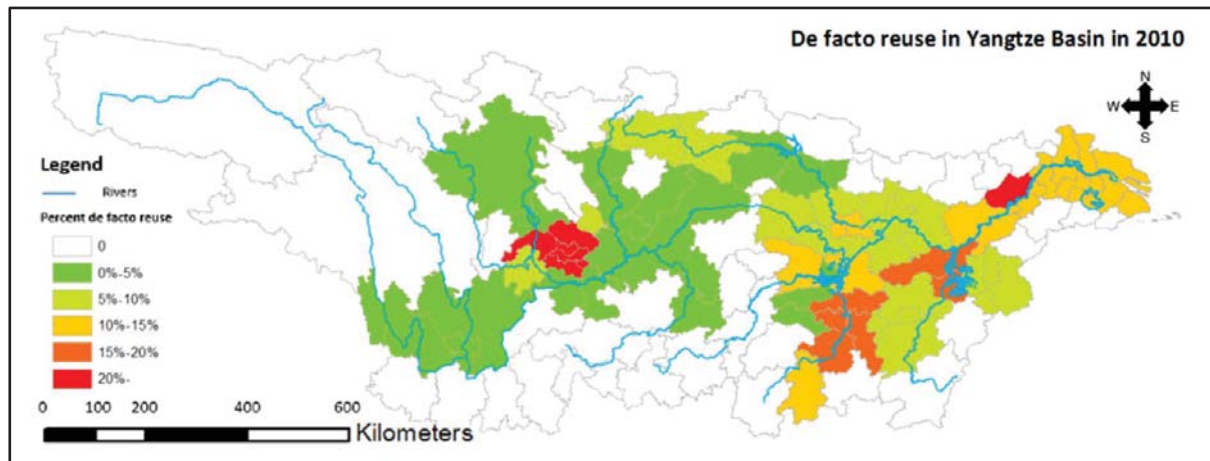 De facto reuse in Yangtze Basin in 2010
N
W E
S
Legend
Rivers
Percent de facto reuse
0
0%-5%
5%-10%
10%-15%
15%-20%
20%-
0 100 200 400 600
Kilometers